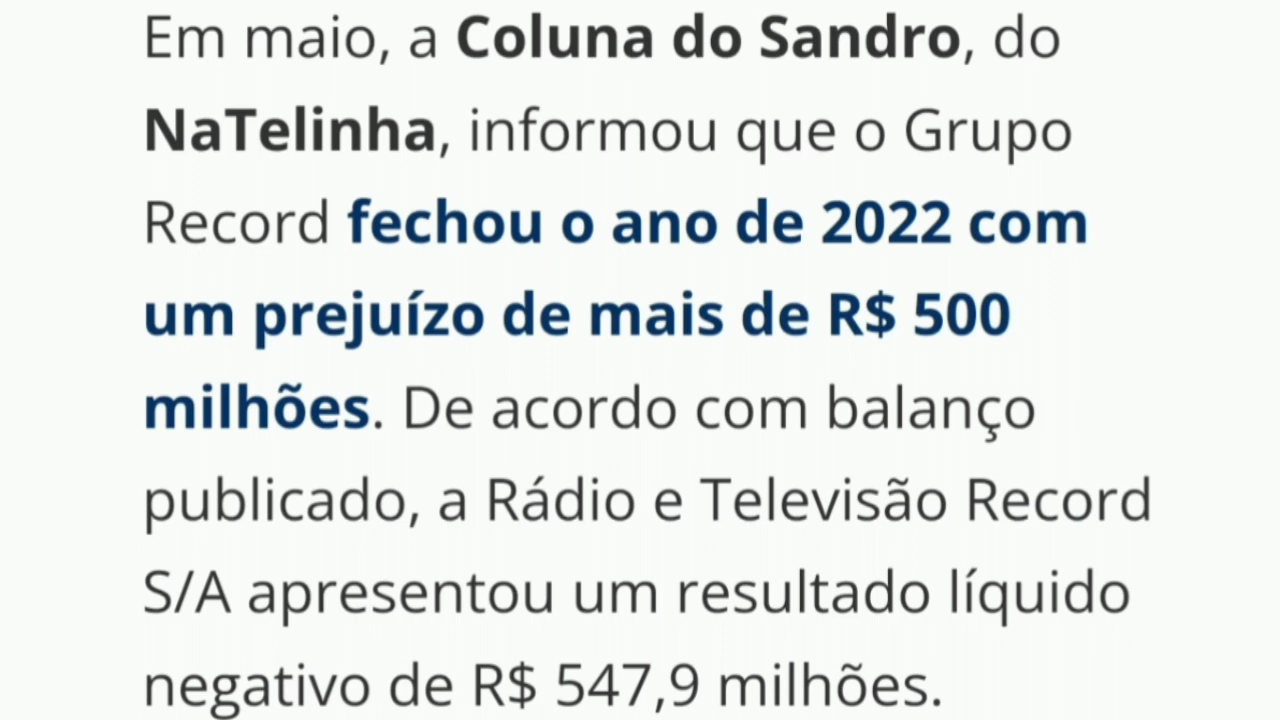 Em maio, a Coluna do Sandro, do
NaTelinha, informou que o Grupo
Record fechou o ano de 2022 com
um prejuízo de mais de R$ 500
milhões. De acordo com balanço
publicado, a Rádio e Televisão Record
S/A apresentou um resultado líquido
negativo de R$ 547,9 milhões.